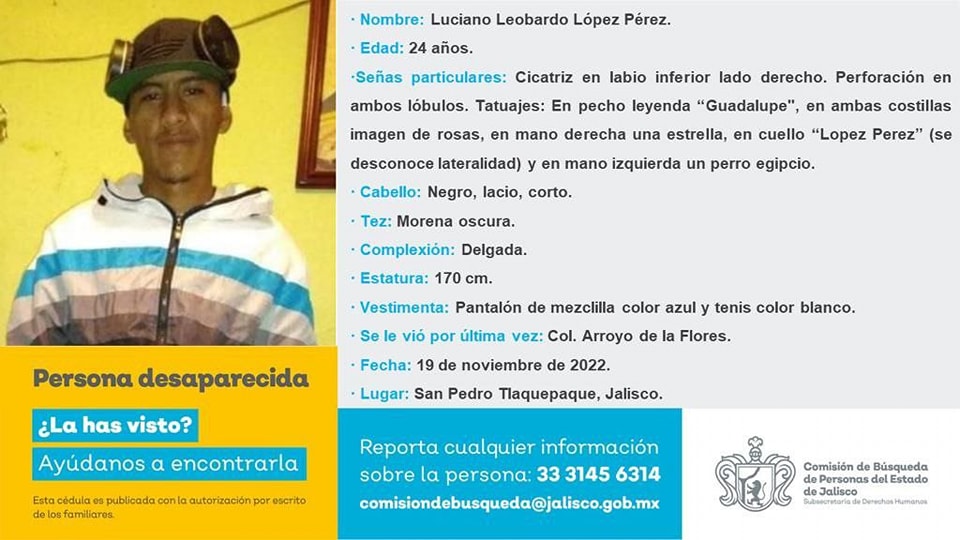 · Nombre: Luciano Leobardo López Pérez.
· Edad: 24 años.
·Señas particulares: Cicatriz en labio inferior lado derecho. Perforación en
ambos lóbulos. Tatuajes: En pecho leyenda “Guadalupe", en ambas costillas
imagen de rosas, en mano derecha una estrella, en cuello “Lopez Perez” (se
desconoce lateralidad) y en mano izquierda un perro egipcio.
· Cabello: Negro, lacio, corto.
· Tez: Morena oscura.
· Complexión: Delgada.
· Estatura: 170 cm.
· Vestimenta: Pantalón de mezclilla color azul y tenis color blanco.
· Se le vió por última vez: Col. Arroyo de la Flores.
· Fecha: 19 de noviembre de 2022.
· Lugar: San Pedro Tlaquepaque, Jalisco.
Persona desaparecida
¿La has visto?
Ayúdanos a encontrarla
Esta cédula es publicada con la autorización por escrito
de los familiares.
Reporta cualquier información
sobre la persona: 33 3145 6314
comisiondebusqueda@jalisco.gob.mx
Comisión de Búsqueda
de Personas del Estado
de Jalisco
Subsecretaría de Derechos Humanos